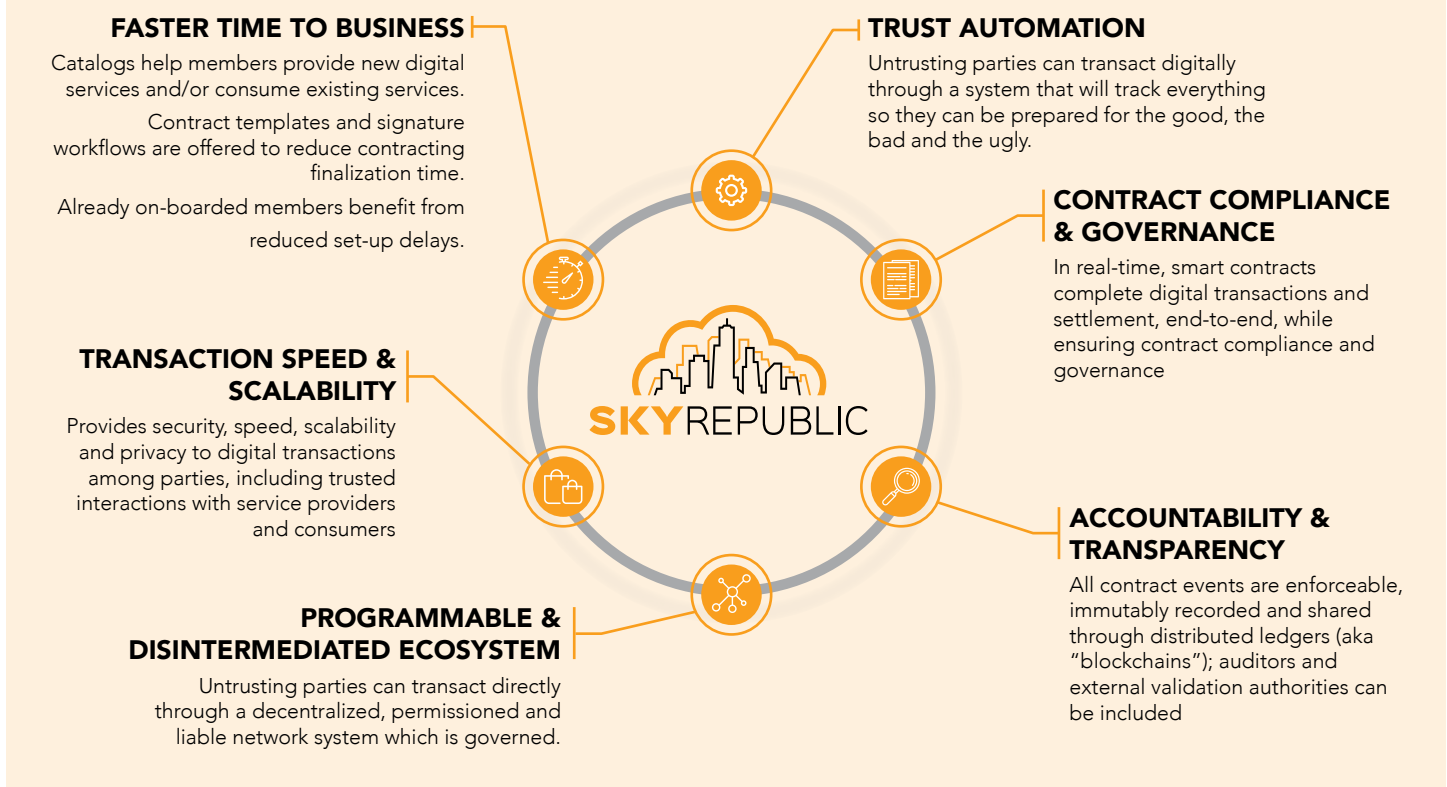 FASTER TIME TO BUSINESS
Catalogs help members provide new digital
services and/or consume existing services.
Contract templates and signature
workflows are offered to reduce contracting
finalization time.
Already on-boarded members benefit from
reduced set-up delays.
TRUST AUTOMATION
Untrusting parties can transact digitally
through a system that will track everything
so they can be prepared for the good, the
bad and the ugly.
CONTRACT COMPLIANCE
& GOVERNANCE
In real-time, smart contracts
complete digital transactions and
settlement, end-to-end, while
ensuring contract compliance and
governance
TRANSACTION SPEED &
SCALABILITY
Provides security, speed, scalability
and privacy to digital transactions
among parties, including trusted
interactions with service providers
and consumers
SKYREPUBLIC
ACCOUNTABILITY &
TRANSPARENCY
All contract events are enforceable,
immutably recorded and shared
through distributed ledgers (aka
“blockchains”); auditors and
external validation authorities can
be included
PROGRAMMABLE &
DISINTERMEDIATED ECOSYSTEM
Untrusting parties can transact directly
through a decentralized, permissioned and
liable network system which is governed.